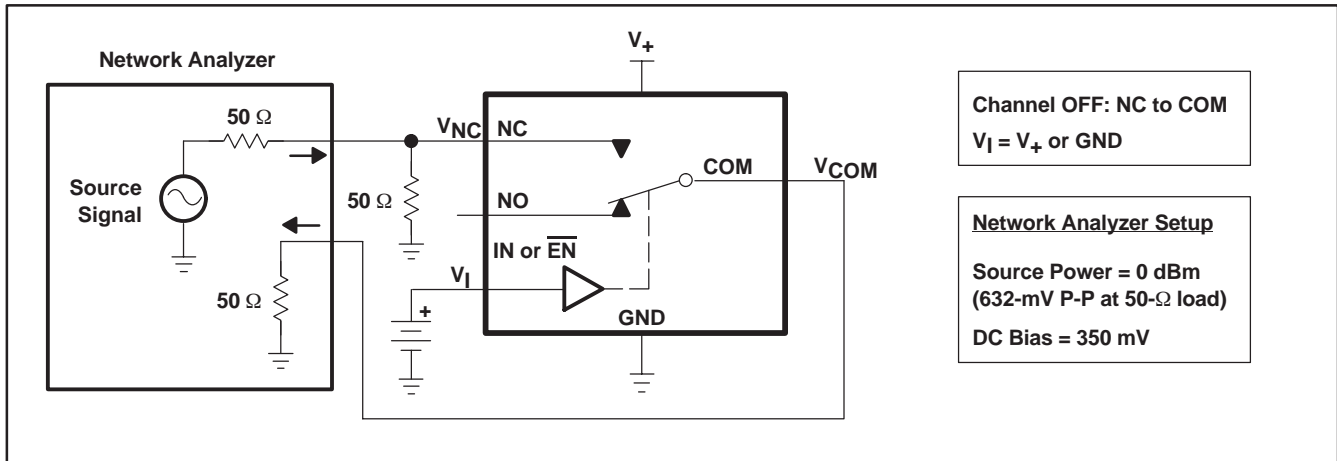 Network Analyzer
50 Ω
Source
Signal
50 Ω
50 Ω
V+
VNC
NC
NO
IN or E̅N̅
VI
+
GND
COM
VCOM
Channel OFF: NC to COM
VI = V+ or GND
Network Analyzer Setup
Source Power = 0 dBm
(632-mV P-P at 50-Ω load)
DC Bias = 350 mV